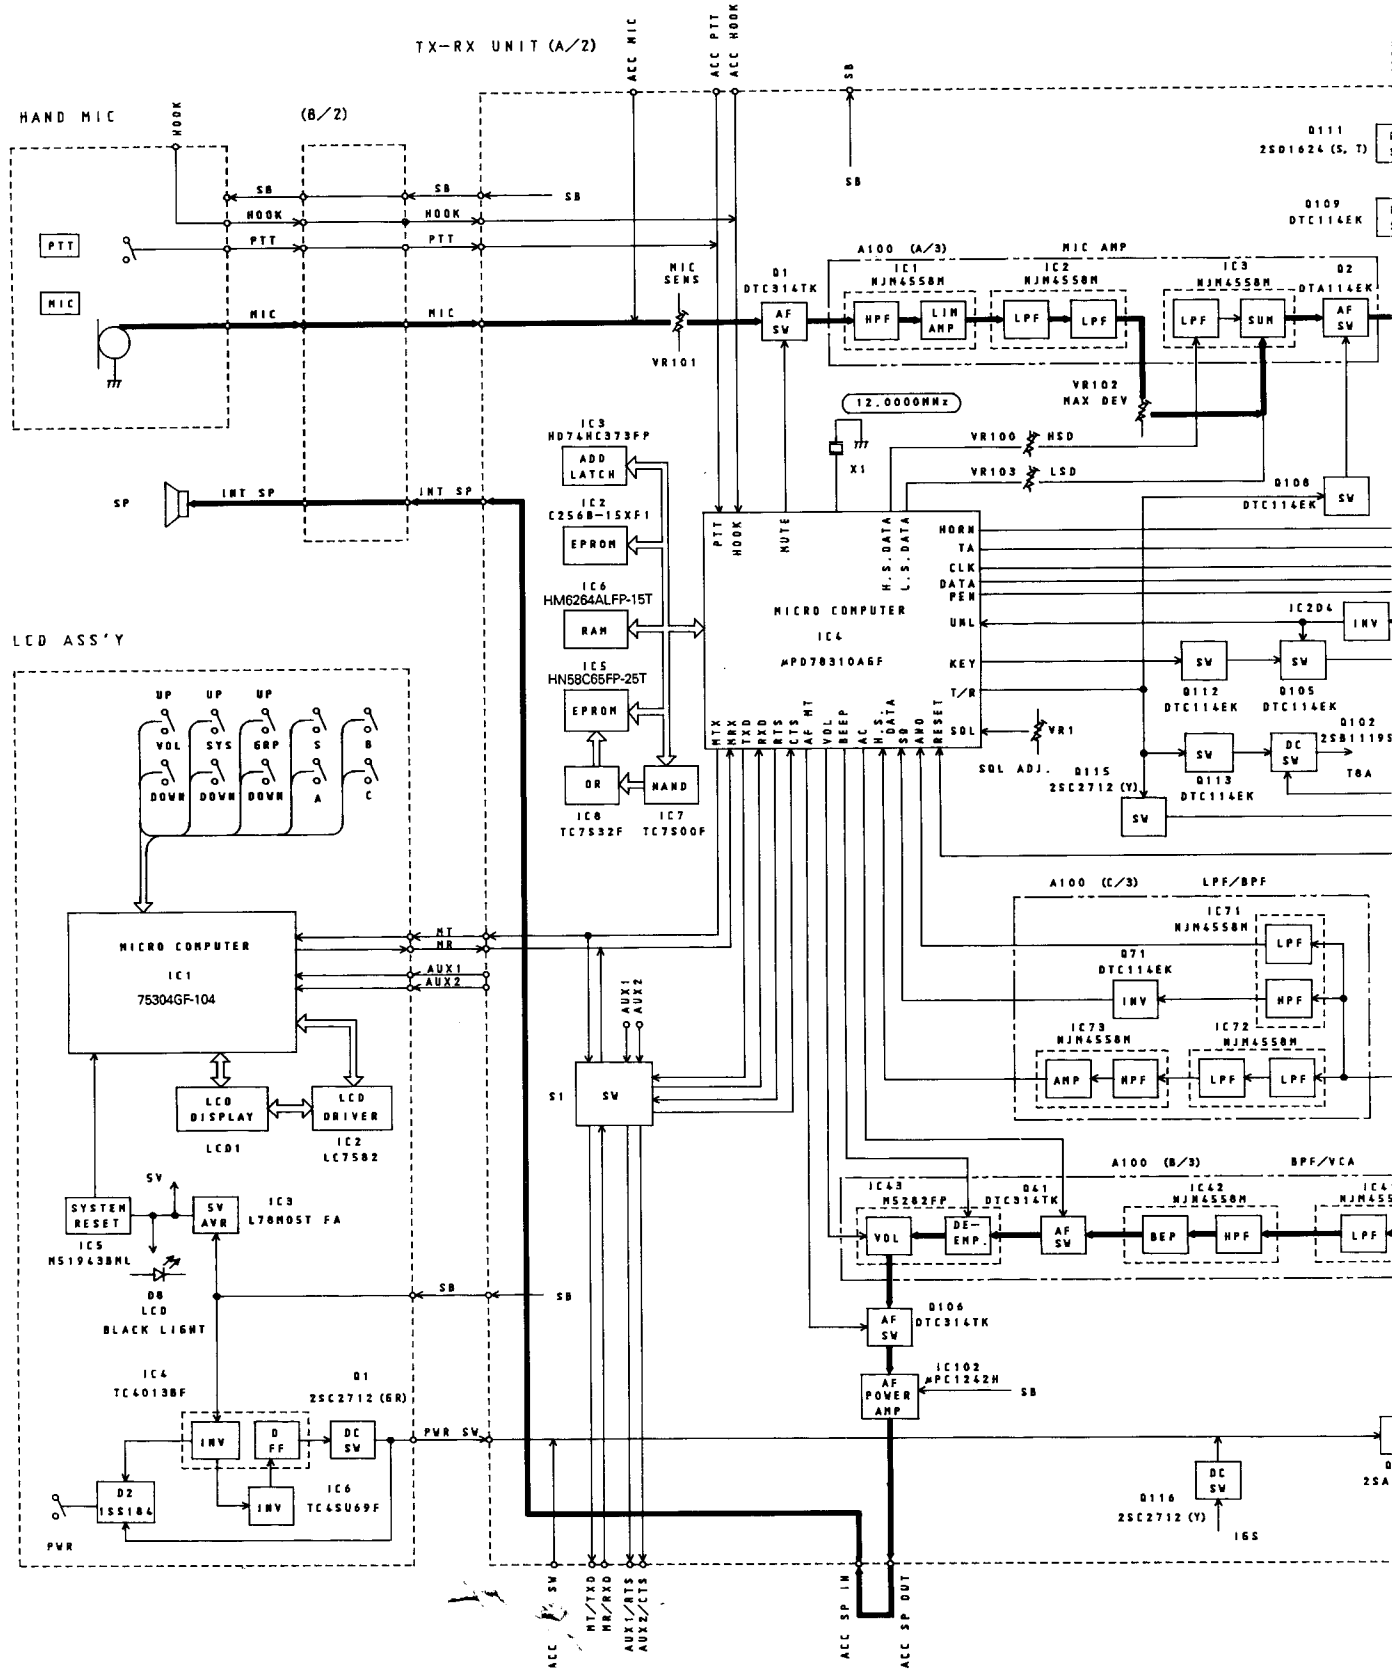 TX-RX UNIT (A/2)
ACC MIC
ACC PTT
ACC HOOK
SB
HAND MIC
HOOK
(B/2)
SB
SB
SB
SB
HOOK
HOOK
PTT
PTT
PTT
MIC
MIC
MIC
Q111
2SD1624 (S, T)
Q109
DTC114EK
A100 (A/3)
MIC AMP
MIC
SENS
VR101
Q1
DTC314TK
AF
SW
IC1
NJM4558M
HPF
LIM
AMP
IC2
NJM4558M
LPF
LPF
IC3
NJM4558M
LPF
SUM
Q2
DTA114EK
AF
SW
VR102
MAX DEV
12.0000MHz
X1
VR100
HSD
VR103
LSD
Q108
DTC114EK
SW
SP
INT SP
INT SP
IC3
HD74HC373FP
ADD
LATCH
IC2
C256B-15XF1
EPROM
IC6
HM6264ALFP-15T
RAM
IC5
HN58C65FP-25T
EPROM
OR
IC8
TC7S32F
NAND
IC7
TC7S00F
PTT
HOOK
MUTE
H.S.DATA
L.S.DATA
HORN
TA
CLK
DATA
PEN
UNL
KEY
T/R
SQL
MICRO COMPUTER
IC4
μPD78310AGF
MTX
MRX
TXD
RXD
RTS
CTS
AF MT
VOL
BEEP
AC
H.S.
DATA
SD
AND
RESET
IC204
INV
SW
Q112
DTC114EK
SW
Q105
DTC114EK
VR1
SQL ADJ.
Q115
2SC2712 (Y)
SW
SW
Q113
DTC114EK
DC
SW
Q102
2SB1119S
T8A
LCD ASS'Y
UP
UP
UP
VOL
SYS
GRP
S
B
DOWN
DOWN
DOWN
A
C
MICRO COMPUTER
IC1
75304GF-104
MT
MR
AUX1
AUX2
LCD
DISPLAY
LCD1
LCD
DRIVER
IC2
LC7582
AUX1
AUX2
S1
SW
A100 (C/3)
LPF/BPF
IC71
NJM4558M
LPF
HPF
Q71
DTC114EK
INV
IC73
NJM4558M
AMP
HPF
IC72
NJM4558M
LPF
LPF
SYSTEM
RESET
IC5
M51943BML
5V
5V
AVR
IC3
L78M05T FA
D8
LCD
BLACK LIGHT
SB
SB
A100 (B/3)
BPF/VCA
IC43
M5282FP
VOL
DE-
EMP.
Q41
DTC314TK
AF
SW
IC42
NJM4558M
BEP
HPF
LPF
AF
SW
Q106
DTC314TK
AF
POWER
AMP
IC102
μPC1242H
SB
IC4
TC4013BF
INV
D
FF
Q1
2SC2712 (GR)
DC
SW
PWR SW
D2
1SS184
INV
IC6
TC4SU69F
PWR
DC
SW
Q116
2SC2712 (Y)
IGS
2SA
ACC
SW
MT/TXD
MR/RXD
AUX1/RTS
AUX2/CTS
ACC SP IN
ACC SP OUT